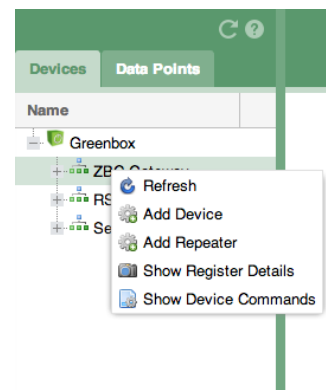 Devices Data Points
Name
Greenbox
Refresh
Add Device
Add Repeater
Show Register Details
Show Device Commands